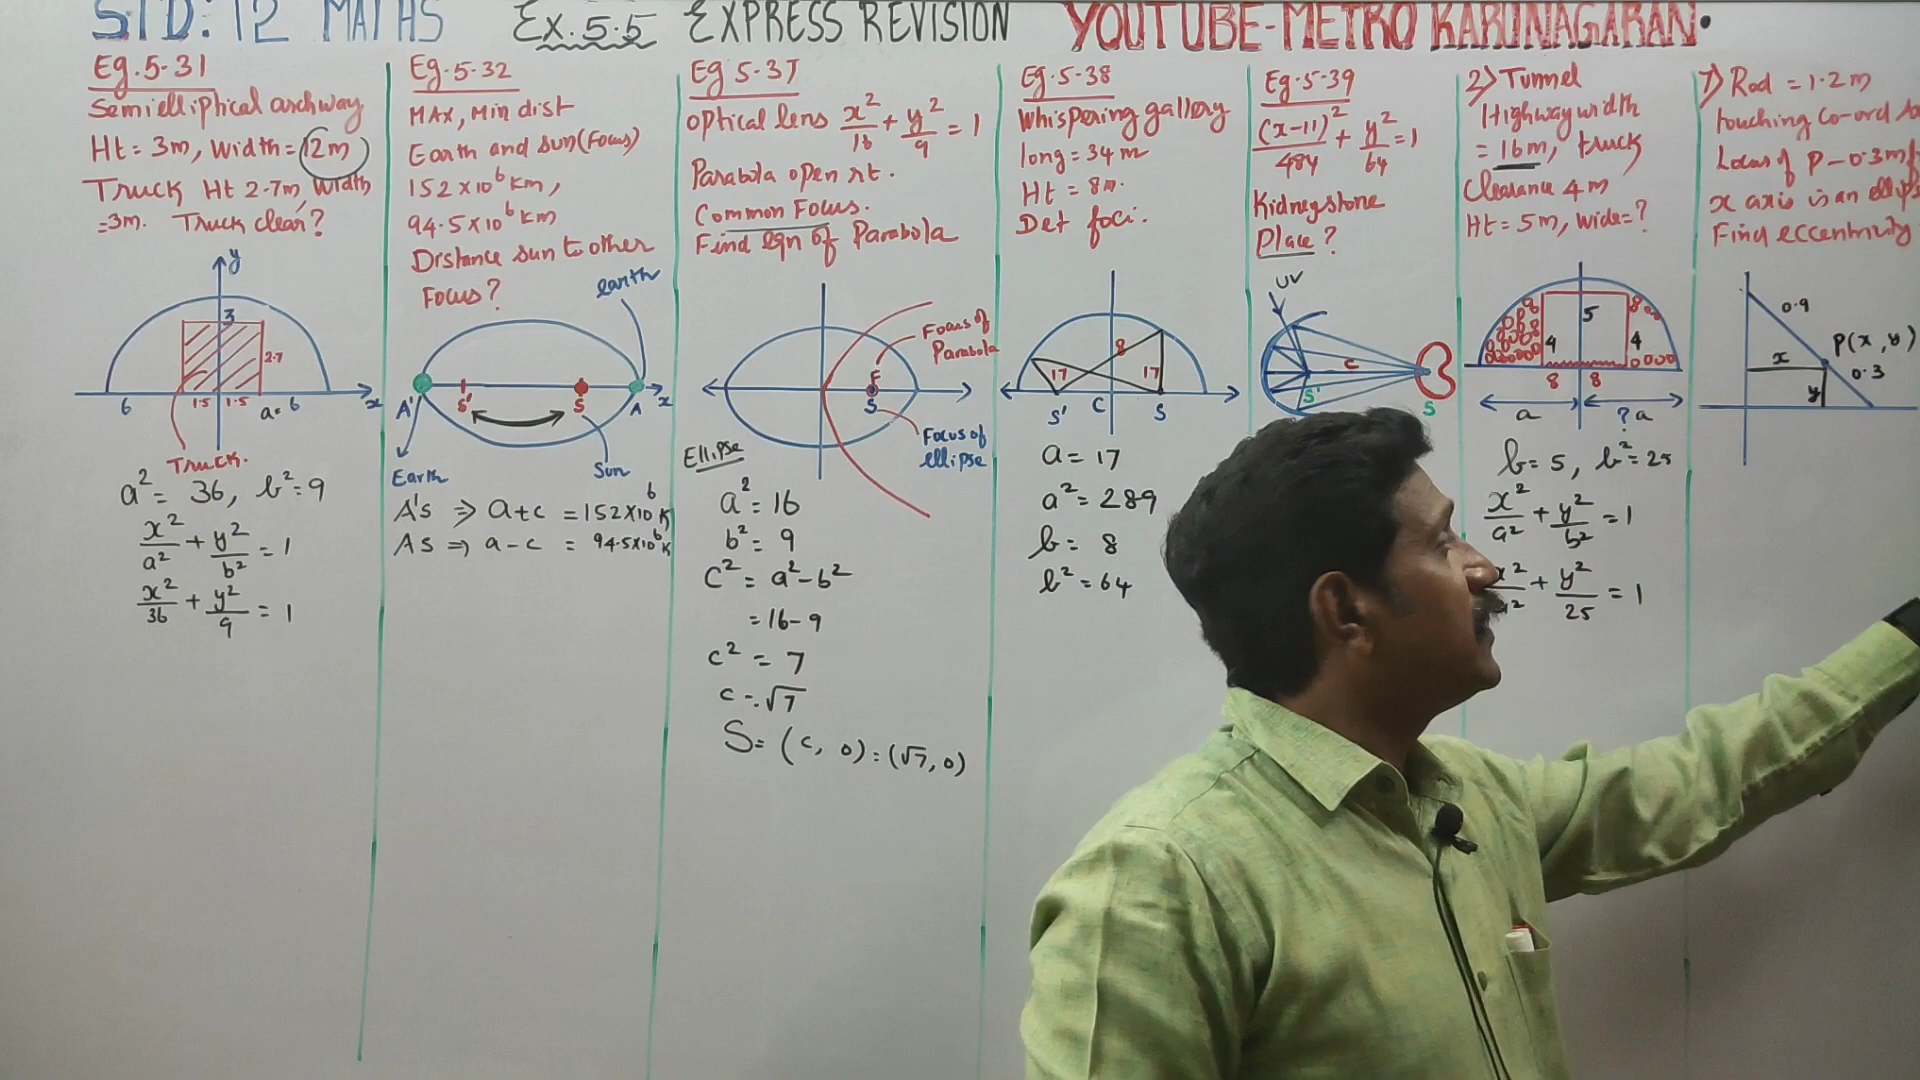 STD: 12 MATHS Ex.5.5 EXPRESS REVISION YOUTUBE-METRO KARUNAGARAN.
Eg.5.31
Semielliptical archway
Ht = 3m, width = 12m
Truck Ht 2.7m, width
=3m. Truck clear?
y
3
2.7
6 1.5 1.5 a=6 x
Truck.
a² = 36, b² = 9
x²/a² + y²/b² = 1
x²/36 + y²/9 = 1
Eg.5.32
MAX, Min dist
Earth and sun(Focus)
152×10⁶ km,
94.5×10⁶ km
Distance sun to other
Focus?
earth
A' S' S A x
Earth Sun
A's ⇒ a+c = 152×10⁶ K
AS ⇒ a-c = 94.5×10⁶ K
Eg 5.37
Optical lens x²/16 + y²/9 = 1
Parabola open rt.
Common Focus.
Find eqn of Parabola
Focus of
Parabola
F
S
Focus of
ellipse
Ellipse
a² = 16
b² = 9
c² = a²-b²
= 16-9
c² = 7
c = √7
S = (c, 0) = (√7, 0)
Eg.5.38
Whispering gallery
long = 34 m
Ht = 8m.
Det foci.
8
17 17
S' C S
a = 17
a² = 289
b = 8
b² = 64
Eg.5.39
(x-11)²/484 + y²/64 = 1
Kidneystone
Place?
UV
C
S' S
2) Tunnel
Highway width
= 16m, truck
Clearance 4m
Ht = 5m, wide=?
5
4 4
8 8
a ? a
b = 5, b² = 25
x²/a² + y²/b² = 1
x²/a² + y²/25 = 1
7) Rod = 1.2m
touching co-ord
Locus of P-0.3m
x axis is an ellips
Find eccentricity
0.9
P(x, y)
x 0.3
y